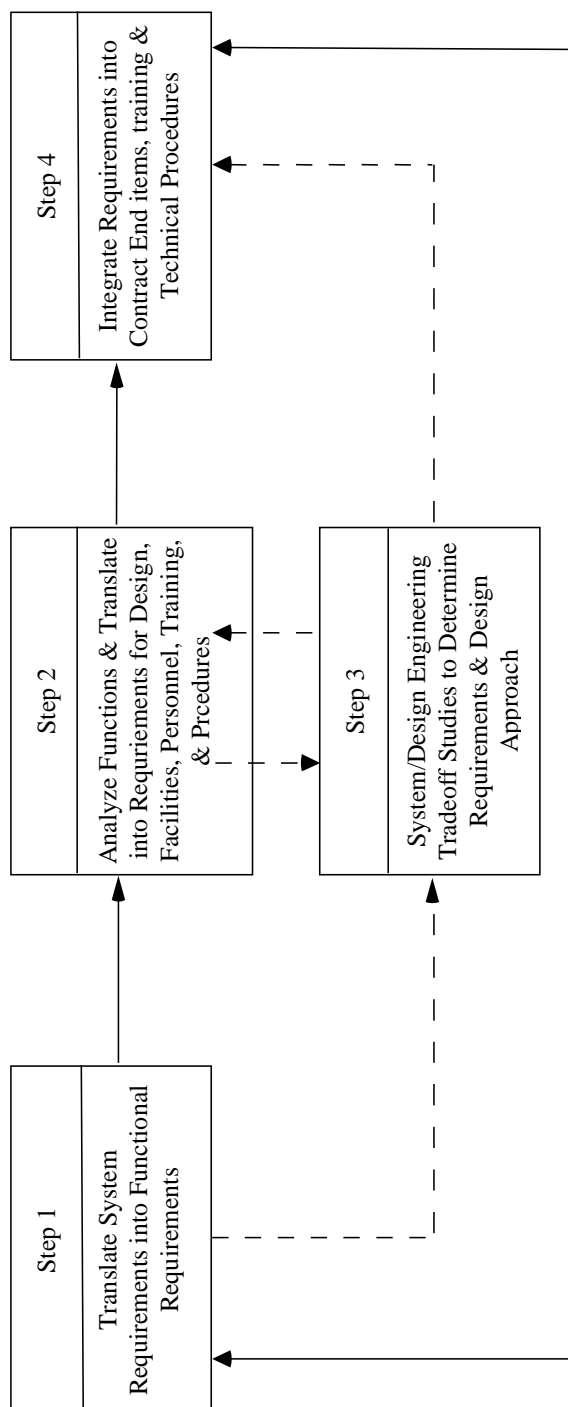 Step 1
Translate System
Requirements into Functional
Requirements
Step 2
Analyze Functions & Translate
into Requriements for Design,
Facilities, Personnel, Training,
& Prcedures
Step 3
System/Design Engineering
Tradeoff Studies to Determine
Requirements & Design
Approach
Step 4
Integrate Requirements into
Contract End items, training &
Technical Procedures